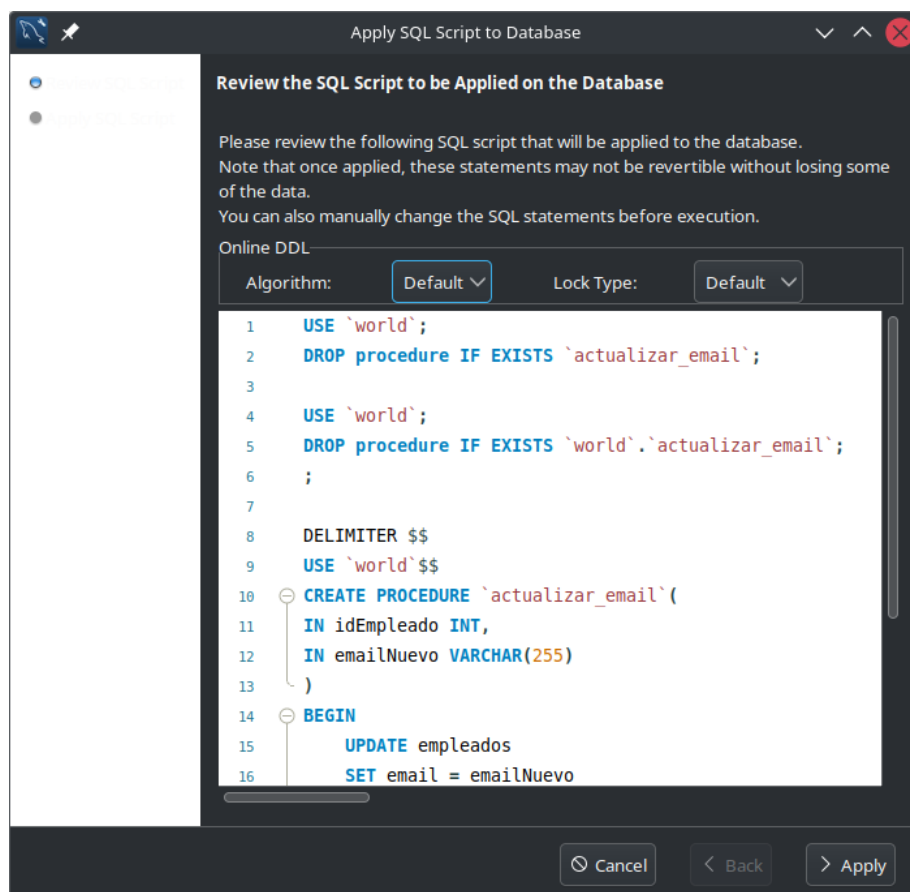 Apply SQL Script to Database
Review SQL Script
Apply SQL Script
Review the SQL Script to be Applied on the Database
Please review the following SQL script that will be applied to the database.
Note that once applied, these statements may not be revertible without losing some
of the data.
You can also manually change the SQL statements before execution.
Online DDL
Algorithm: Default Lock Type: Default
1 USE `world`;
2 DROP procedure IF EXISTS `actualizar_email`;
3
4 USE `world`;
5 DROP procedure IF EXISTS `world`.`actualizar_email`;
6 ;
7
8 DELIMITER $$
9 USE `world`$$
10 CREATE PROCEDURE `actualizar_email`(
11 IN idEmpleado INT,
12 IN emailNuevo VARCHAR(255)
13 )
14 BEGIN
15 UPDATE empleados
16 SET email = emailNuevo
Cancel < Back > Apply